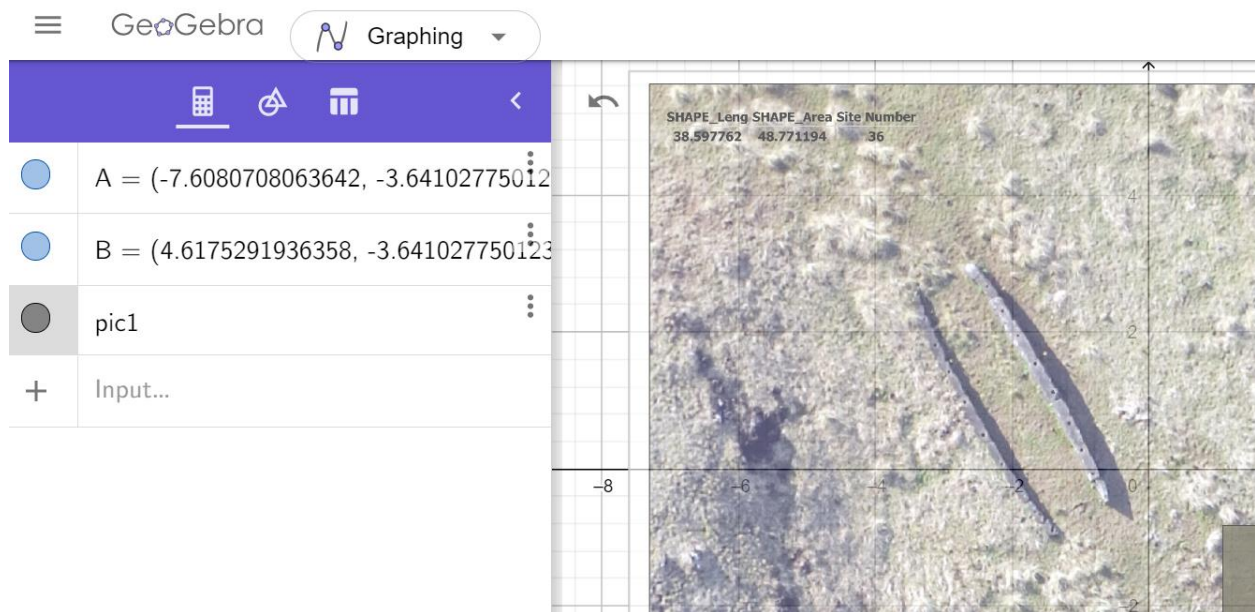 GeoGebra
Graphing
A = (-7.6080708063642, -3.64102775012
B = (4.6175291936358, -3.641027750123
pic1
+ Input...
SHAPE_Leng SHAPE_Area Site Number
38.597762 48.771194 36
4
2
-8 -6 -4 -2 0
-2